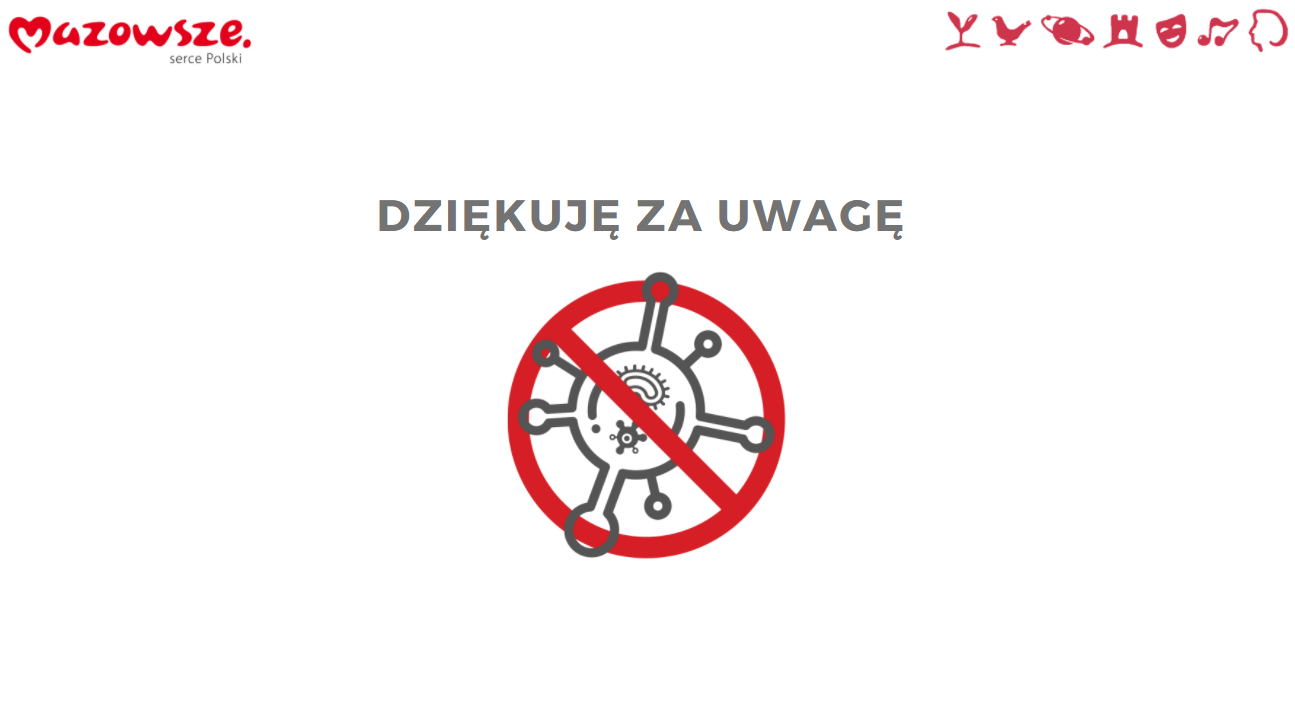 Mazowsze.
serce Polski
DZIĘKUJĘ ZA UWAGĘ